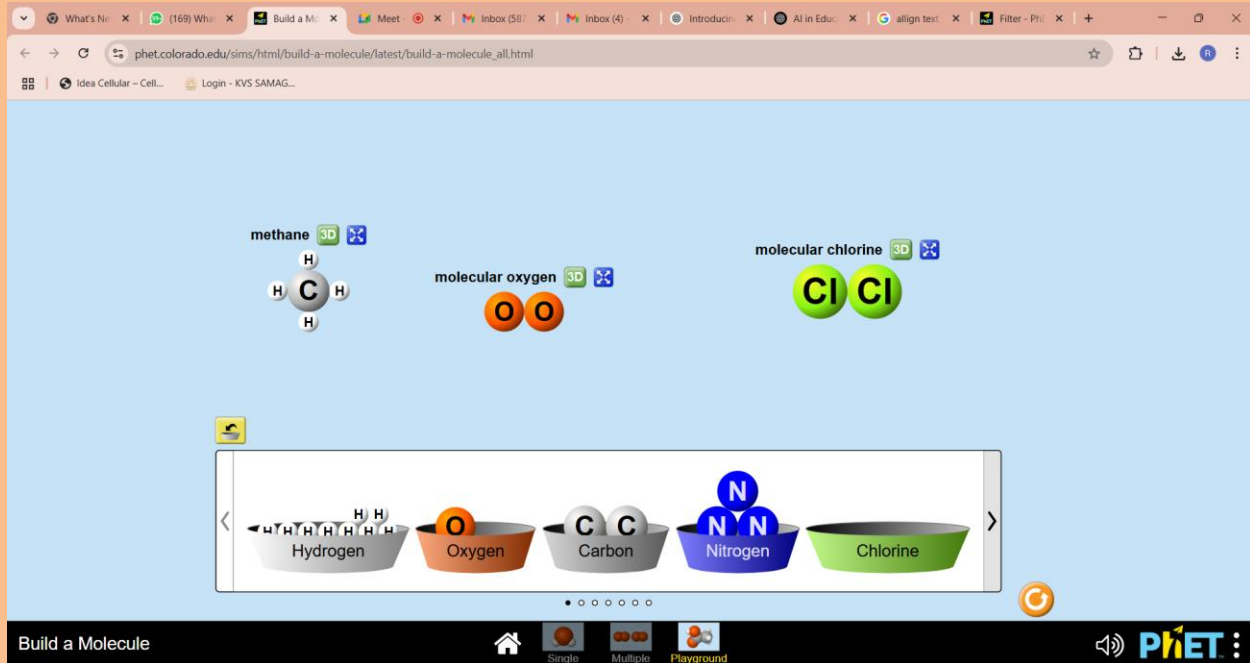 What's Ne (169) Wha Build a Mo Meet - Inbox (587 Inbox (4) - Introducin AI in Educ allign text Filter - Phi
phet.colorado.edu/sims/html/build-a-molecule/latest/build-a-molecule_all.html R
Idea Cellular – Cell... Login - KVS SAMAG...
methane 3D
H
H C H
H
molecular oxygen 3D
O O
molecular chlorine 3D
Cl Cl
H H N
H H H H H H H O C C N N
Hydrogen Oxygen Carbon Nitrogen Chlorine
Build a Molecule Single Multiple Playground PhET